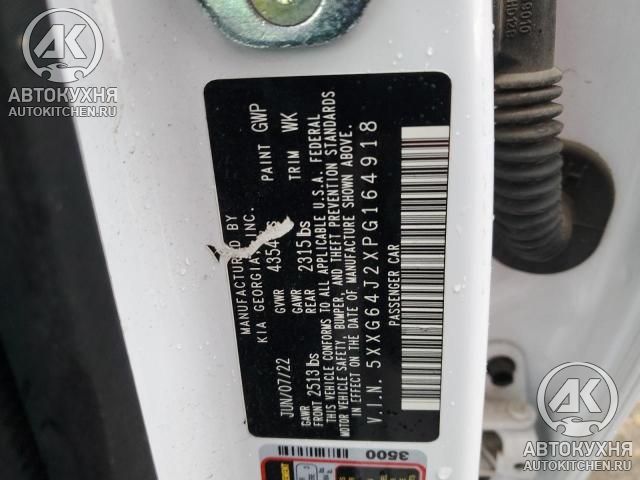 MANUFACTURED BY
KIA GEORGIA, INC.
JUN/07/22
GVWR
PAINT GWP
GAWR
FRONT 2513 lbs
GAWR
REAR 2315 lbs
TRIM WK
THIS VEHICLE CONFORMS TO ALL APPLICABLE U.S.A. FEDERAL
MOTOR VEHICLE SAFETY, BUMPER, AND THEFT PREVENTION STANDARDS
IN EFFECT ON THE DATE OF MANUFACTURE SHOWN ABOVE.
V.I.N. 5XXG64J2XPG164918
PASSENGER CAR
3500
АК
АВТОКУХНЯ
AUTOKITCHEN.RU
АК
АВТОКУХНЯ
AUTOKITCHEN.RU